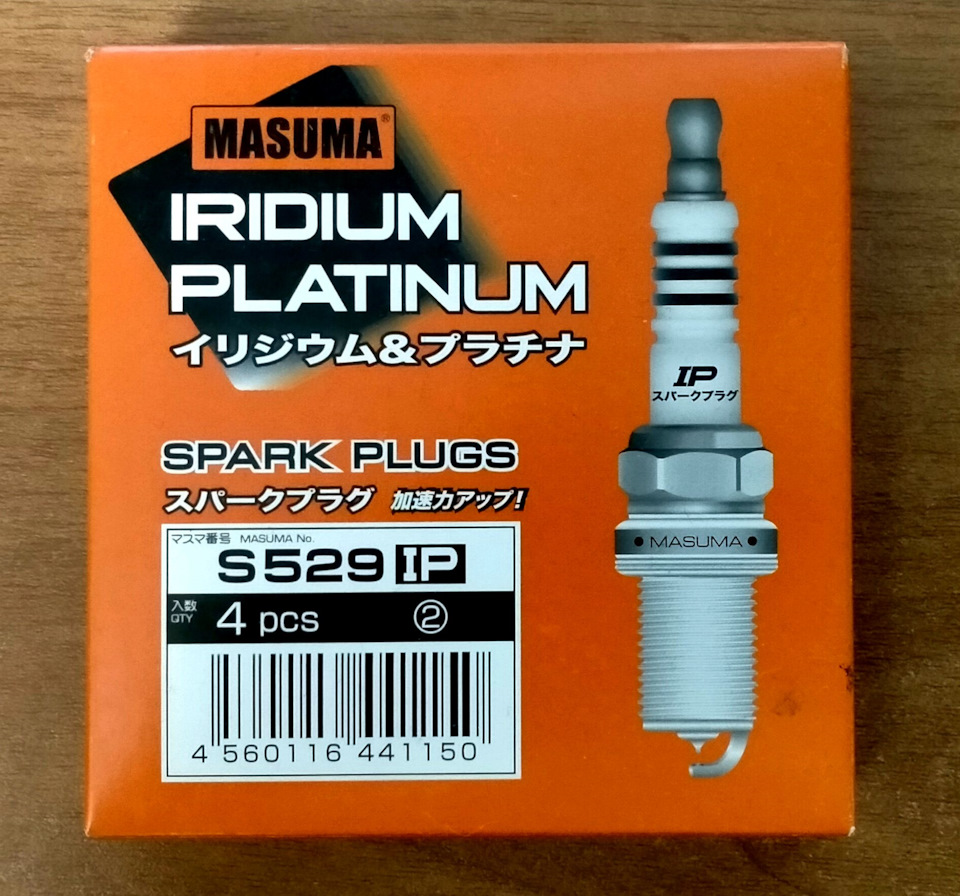 MASUMA®
IRIDIUM
PLATINUM
イリジウム&プラチナ
IP
スパークプラグ
SPARK PLUGS
スパークプラグ 加速力アップ!
マスマ番号 MASUMA No.
S529 IP
入数
QTY
4 pcs ②
4 560116 441150
• MASUMA •